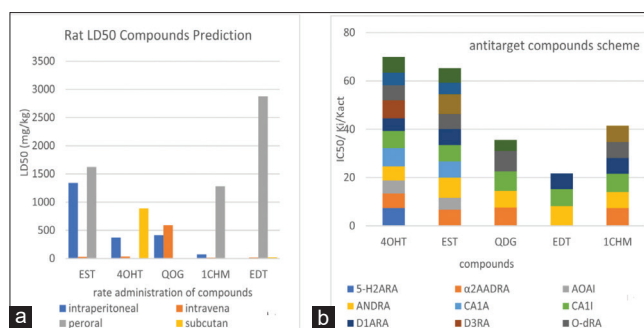 Rat LD50 Compounds Prediction
LD50 (mg/kg)
3500
3000
2500
2000
1500
1000
500
0
EST 4OHT QDG 1CHM EDT
rate administration of compounds
intraperitoneal intravena
peroral subcutan
a
antitarget compounds scheme
IC50/ Ki/Kact
80
60
40
20
0
4OHT EST QDG EDT 1CHM
compounds
5-H2ARA α2AADRA AOAI
ANDRA CA1A CA1I
D1ARA D3RA O-dRA
b